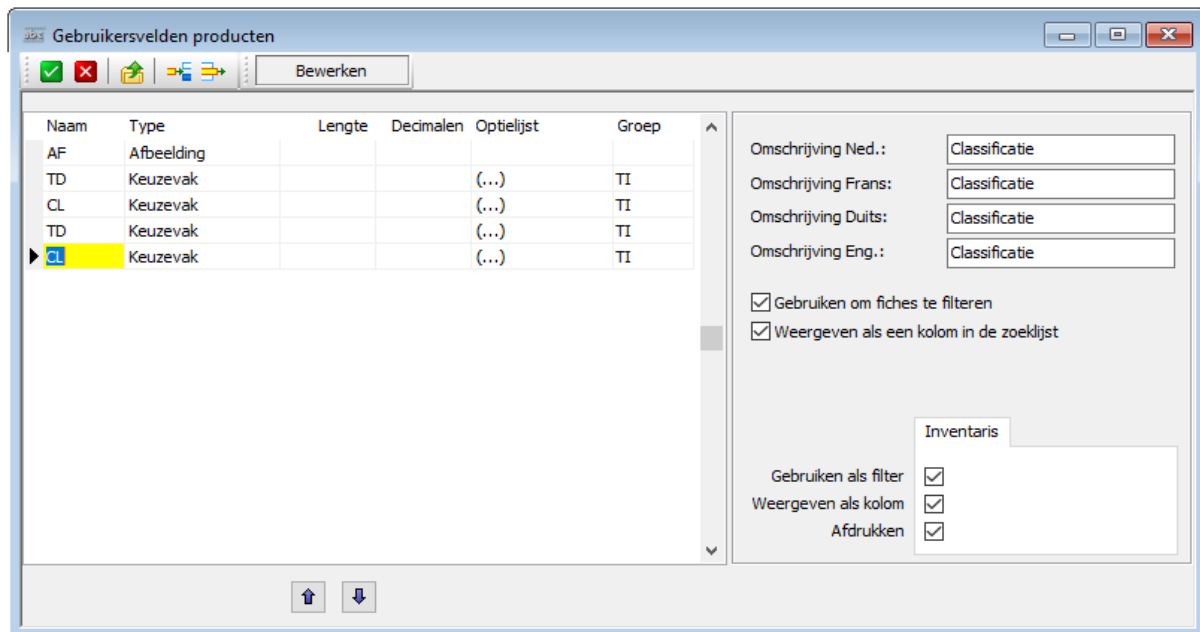 Gebruikersvelden producten
Bewerken
Naam Type Lengte Decimalen Optielijst Groep
AF Afbeelding
TD Keuzevak (...) TI
CL Keuzevak (...) TI
TD Keuzevak (...) TI
CL Keuzevak (...) TI
Omschrijving Ned.: Classificatie
Omschrijving Frans: Classificatie
Omschrijving Duits: Classificatie
Omschrijving Eng.: Classificatie
Gebruiken om fiches te filteren
Weergeven als een kolom in de zoeklijst
Inventaris
Gebruiken als filter
Weergeven als kolom
Afdrukken